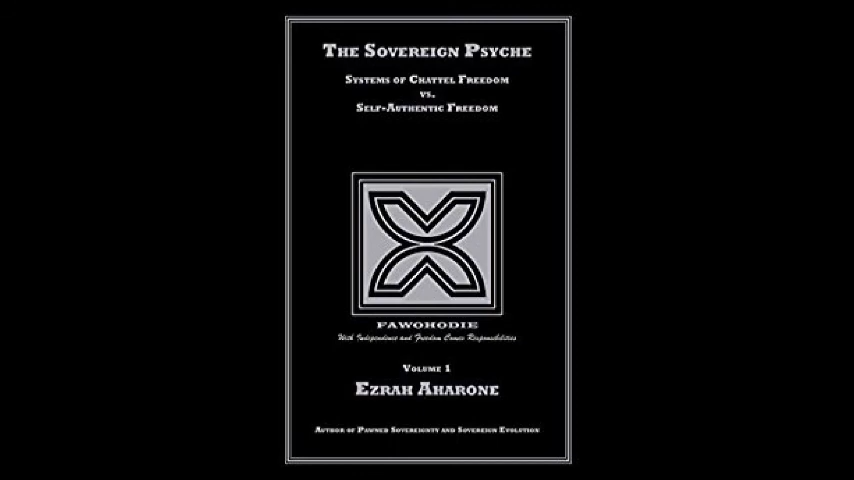 The Sovereign Psyche
Systems of Chattel Freedom
vs.
Self-Authentic Freedom
FAWOHODIE
With Independence and Freedom Comes Responsibilities
Volume 1
Ezrah Aharone
Author of Pawned Sovereignty and Sovereign Evolution